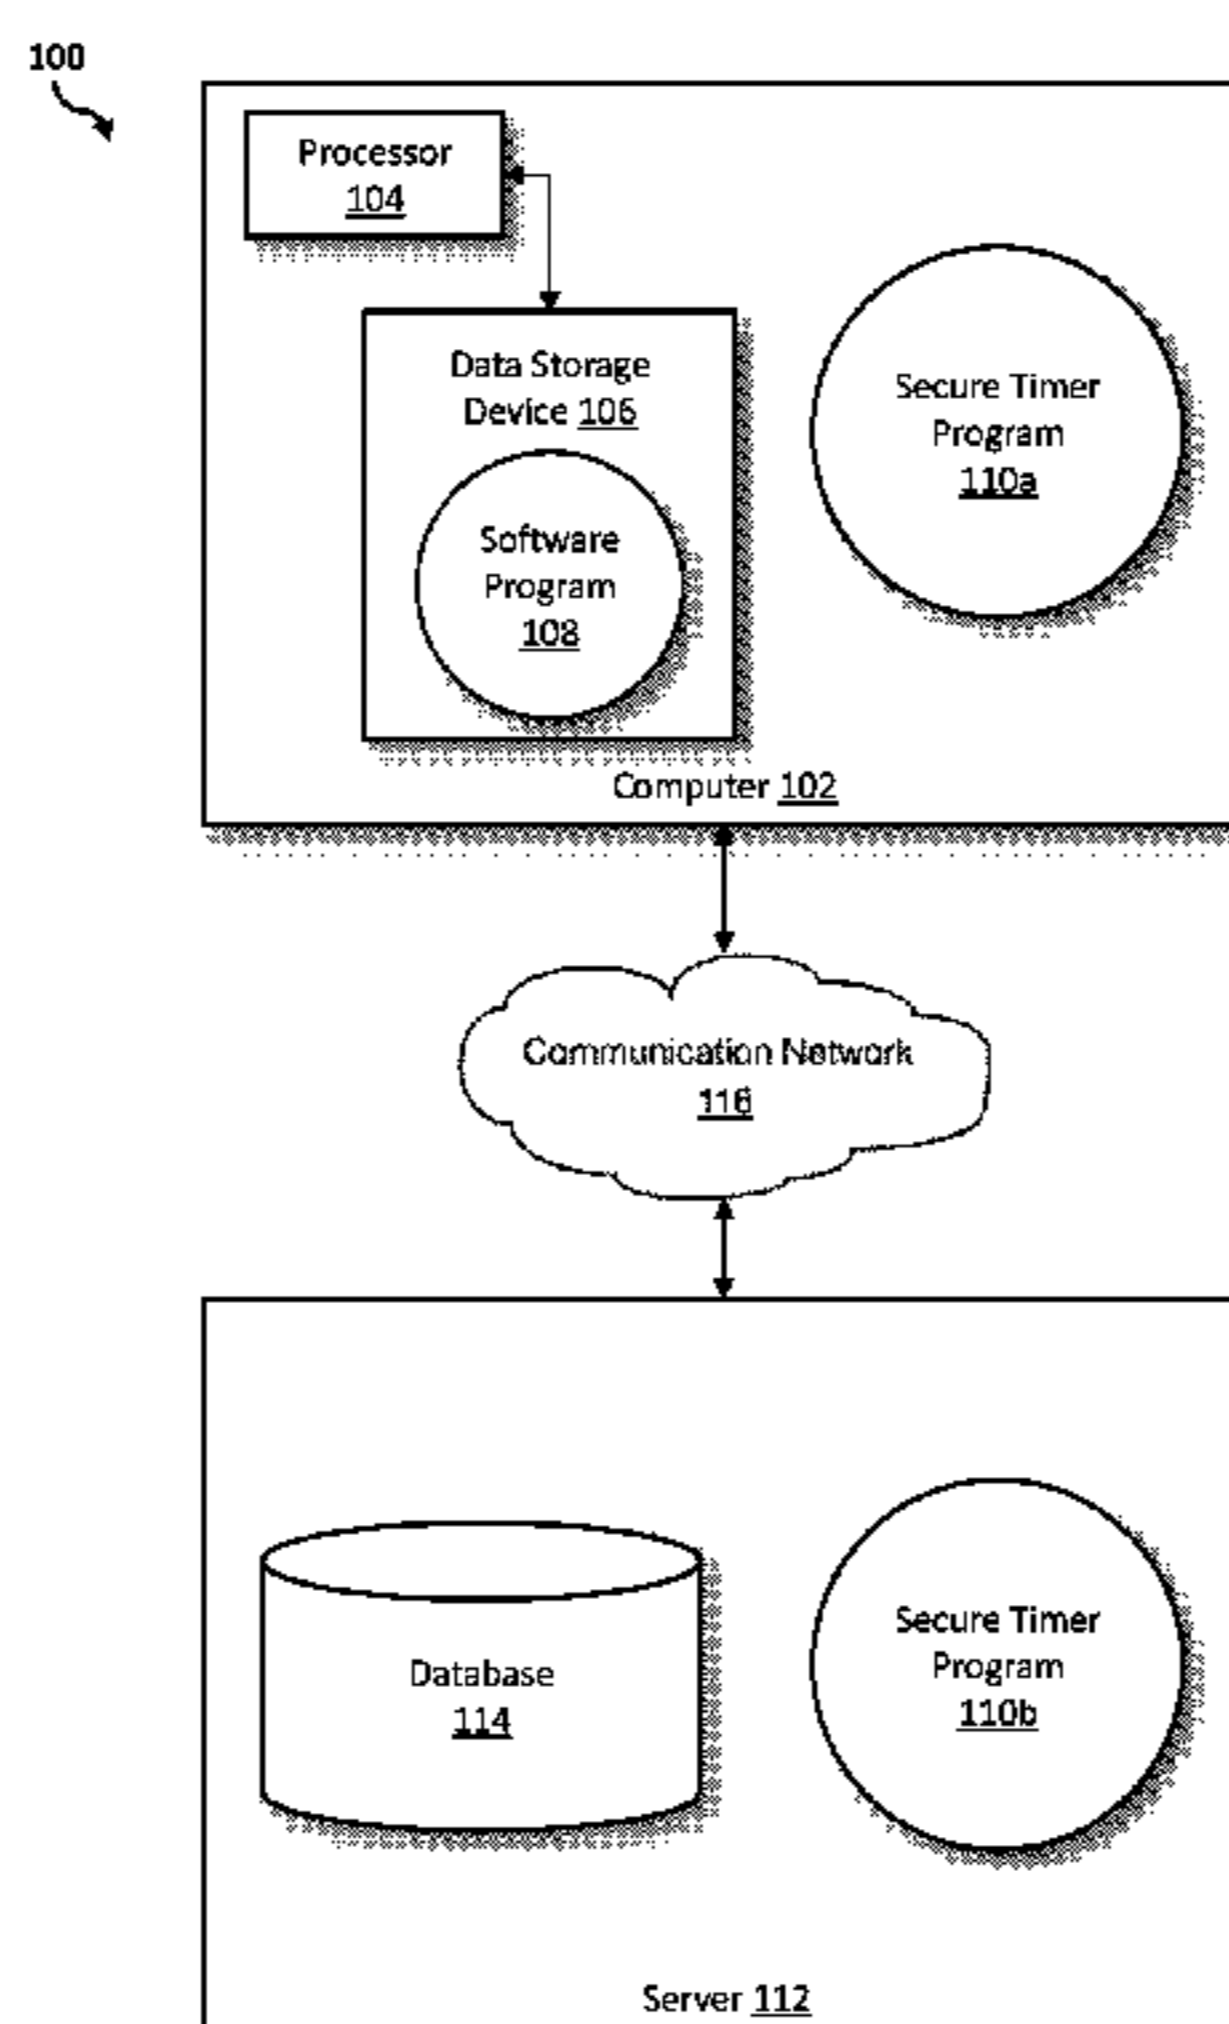 100
Processor
104
Data Storage
Device 106
Software
Program
108
Secure Timer
Program
110a
Computer 102
Communication Network
116
Database
114
Secure Timer
Program
110b
Server 112